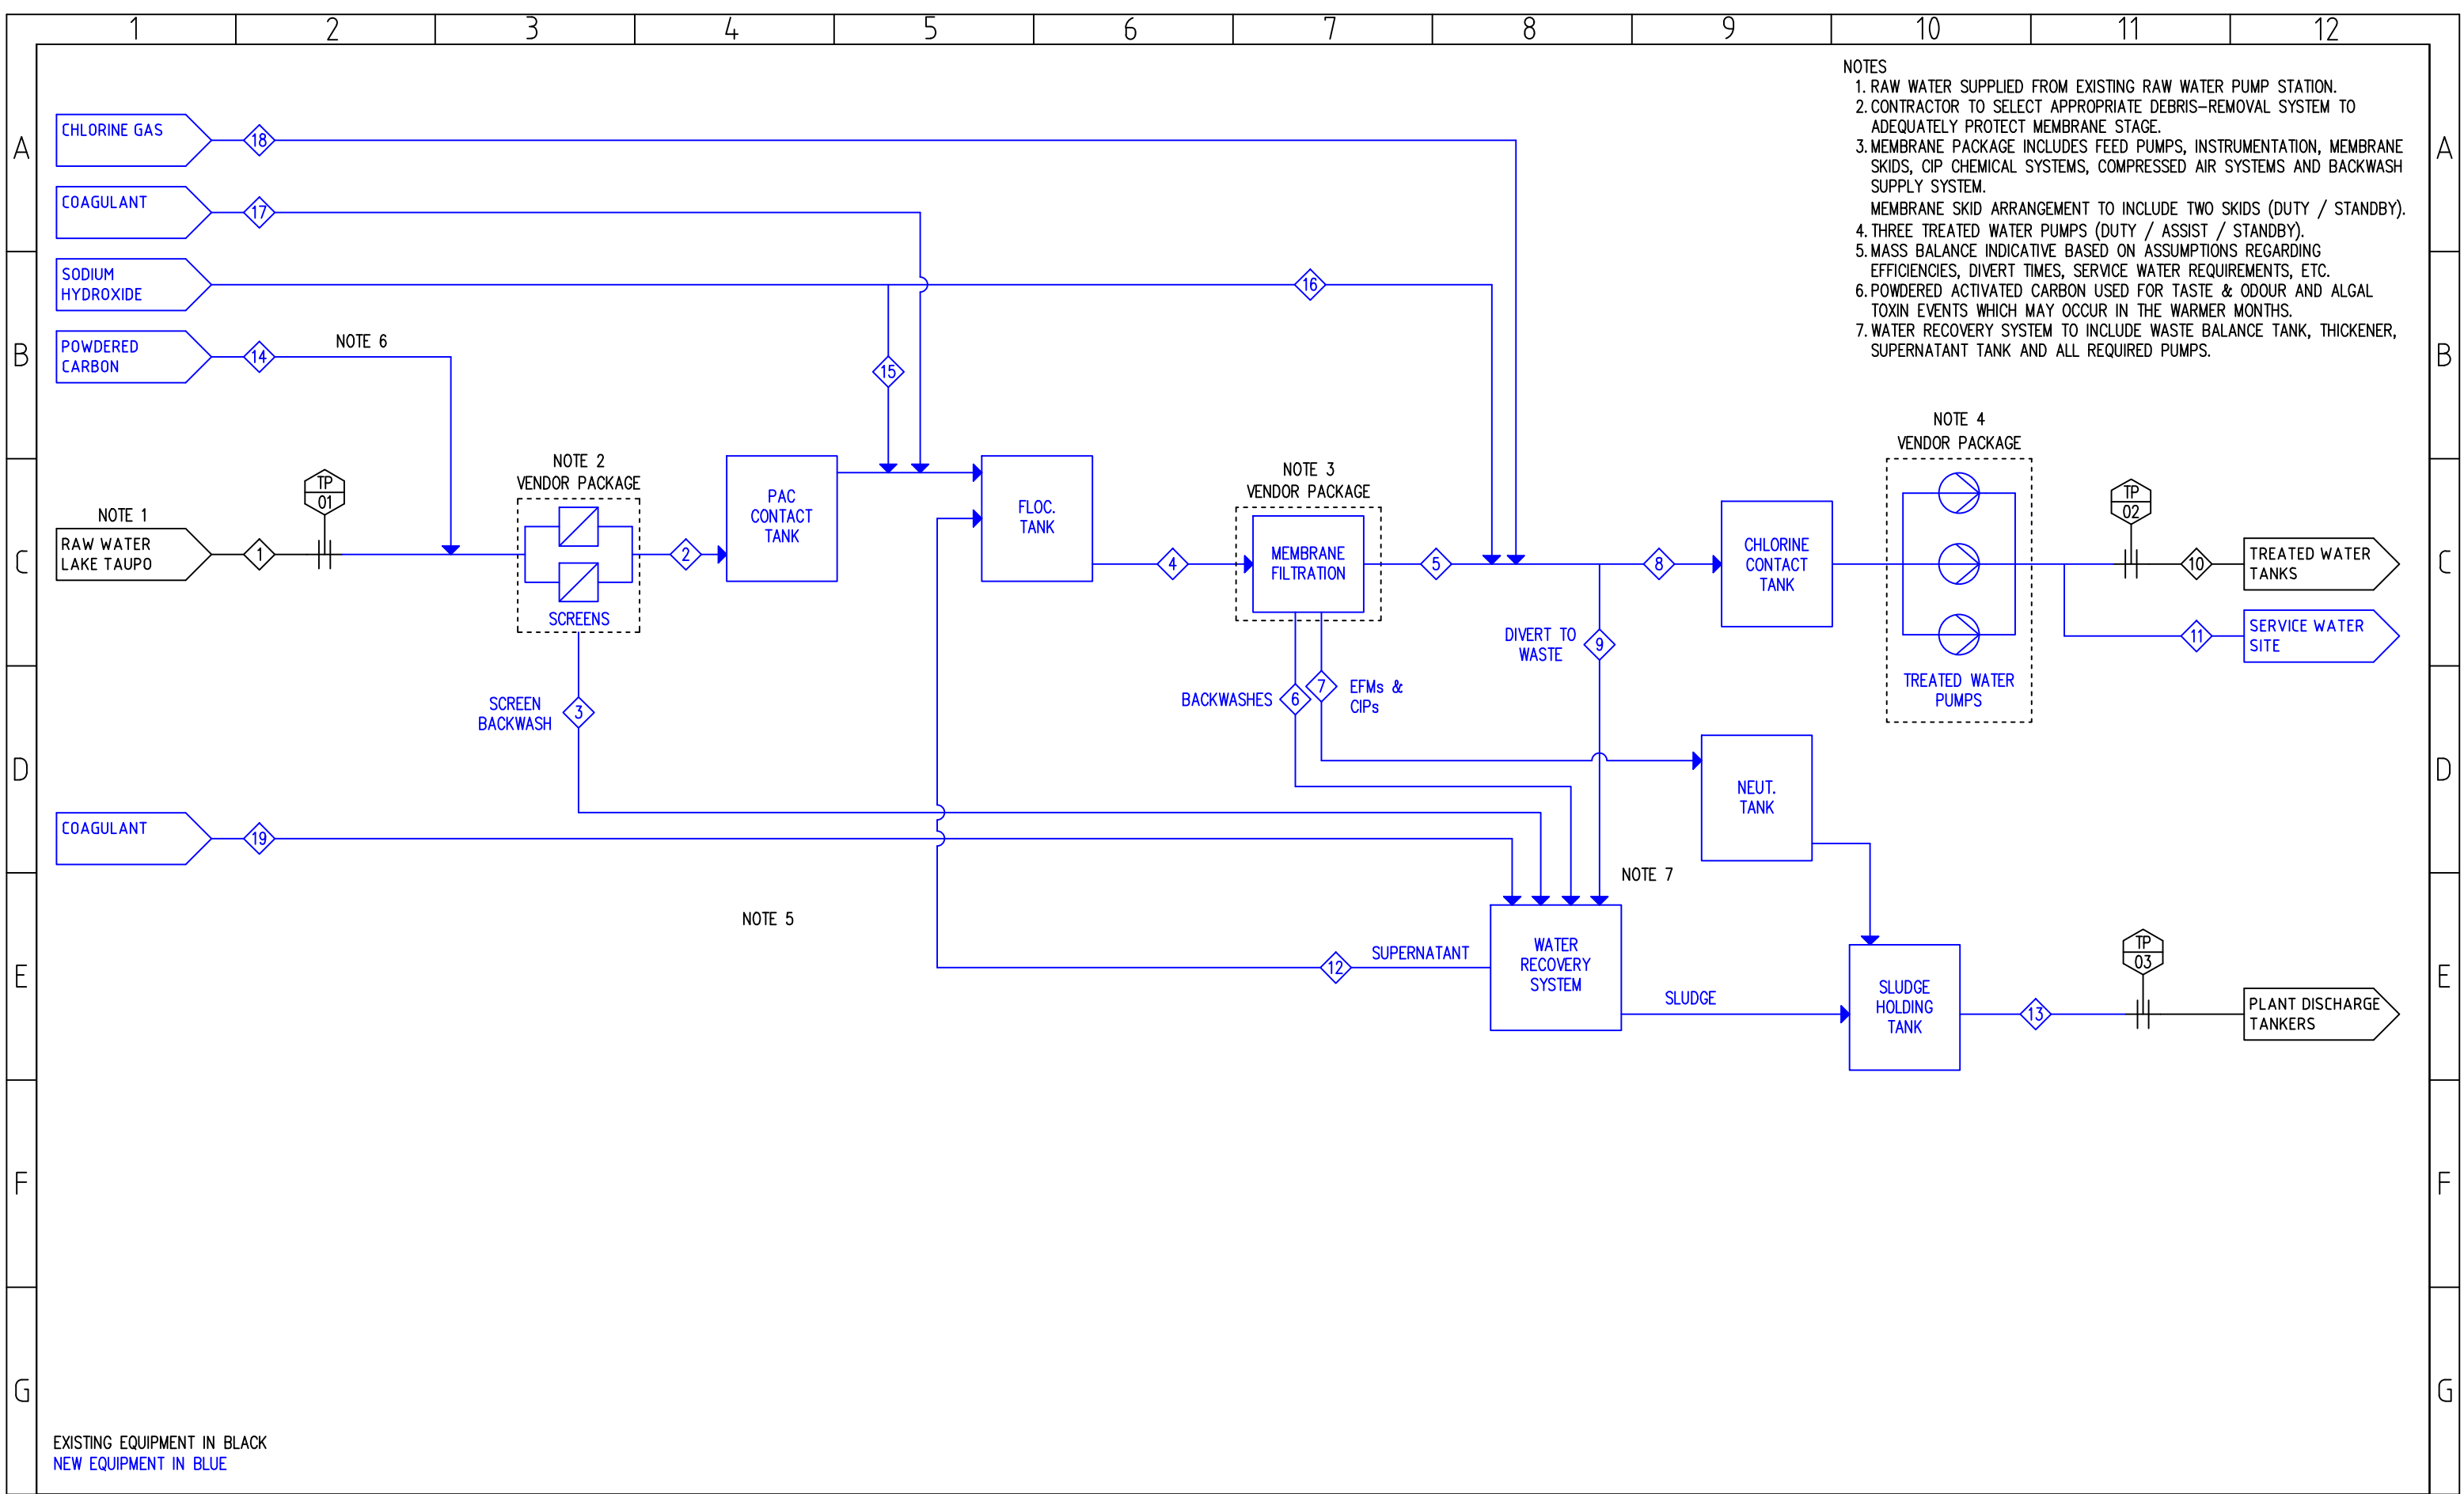 1 2 3 4 5 6 7 8 9 10 11 12
A A
B B
C C
D D
E E
F F
G G
NOTES
1. RAW WATER SUPPLIED FROM EXISTING RAW WATER PUMP STATION.
2. CONTRACTOR TO SELECT APPROPRIATE DEBRIS-REMOVAL SYSTEM TO
ADEQUATELY PROTECT MEMBRANE STAGE.
3. MEMBRANE PACKAGE INCLUDES FEED PUMPS, INSTRUMENTATION, MEMBRANE
SKIDS, CIP CHEMICAL SYSTEMS, COMPRESSED AIR SYSTEMS AND BACKWASH
SUPPLY SYSTEM.
MEMBRANE SKID ARRANGEMENT TO INCLUDE TWO SKIDS (DUTY / STANDBY).
4. THREE TREATED WATER PUMPS (DUTY / ASSIST / STANDBY).
5. MASS BALANCE INDICATIVE BASED ON ASSUMPTIONS REGARDING
EFFICIENCIES, DIVERT TIMES, SERVICE WATER REQUIREMENTS, ETC.
6. POWDERED ACTIVATED CARBON USED FOR TASTE & ODOUR AND ALGAL
TOXIN EVENTS WHICH MAY OCCUR IN THE WARMER MONTHS.
7. WATER RECOVERY SYSTEM TO INCLUDE WASTE BALANCE TANK, THICKENER,
SUPERNATANT TANK AND ALL REQUIRED PUMPS.
CHLORINE GAS
18
COAGULANT
17
SODIUM
HYDROXIDE
16
POWDERED
CARBON
14
NOTE 6
15
NOTE 1
RAW WATER
LAKE TAUPO
1
TP
01
NOTE 2
VENDOR PACKAGE
SCREENS
2
PAC
CONTACT
TANK
FLOC.
TANK
4
NOTE 3
VENDOR PACKAGE
MEMBRANE
FILTRATION
5
DIVERT TO
WASTE
9
8
CHLORINE
CONTACT
TANK
NOTE 4
VENDOR PACKAGE
TREATED WATER
PUMPS
TP
02
10
TREATED WATER
TANKS
11
SERVICE WATER
SITE
SCREEN
BACKWASH
3
BACKWASHES
6
7
EFMs &
CIPs
NEUT.
TANK
COAGULANT
19
NOTE 7
NOTE 5
12
SUPERNATANT
WATER
RECOVERY
SYSTEM
SLUDGE
SLUDGE
HOLDING
TANK
13
TP
03
PLANT DISCHARGE
TANKERS
EXISTING EQUIPMENT IN BLACK
NEW EQUIPMENT IN BLUE